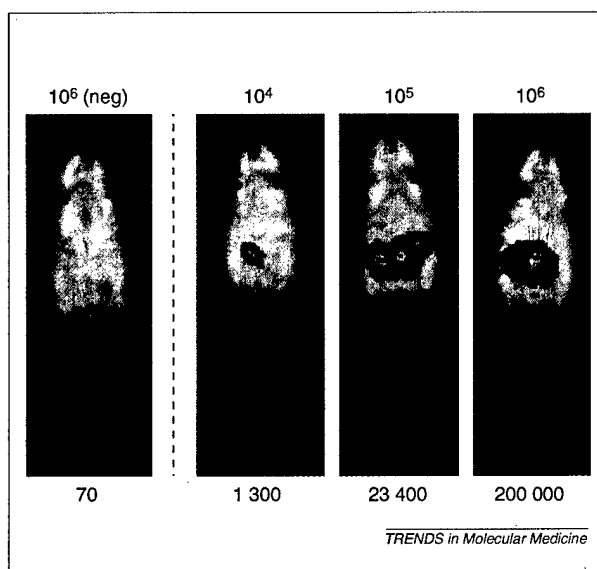 10⁶ (neg) 10⁴ 10⁵ 10⁶
70 1 300 23 400 200 000
TRENDS in Molecular Medicine